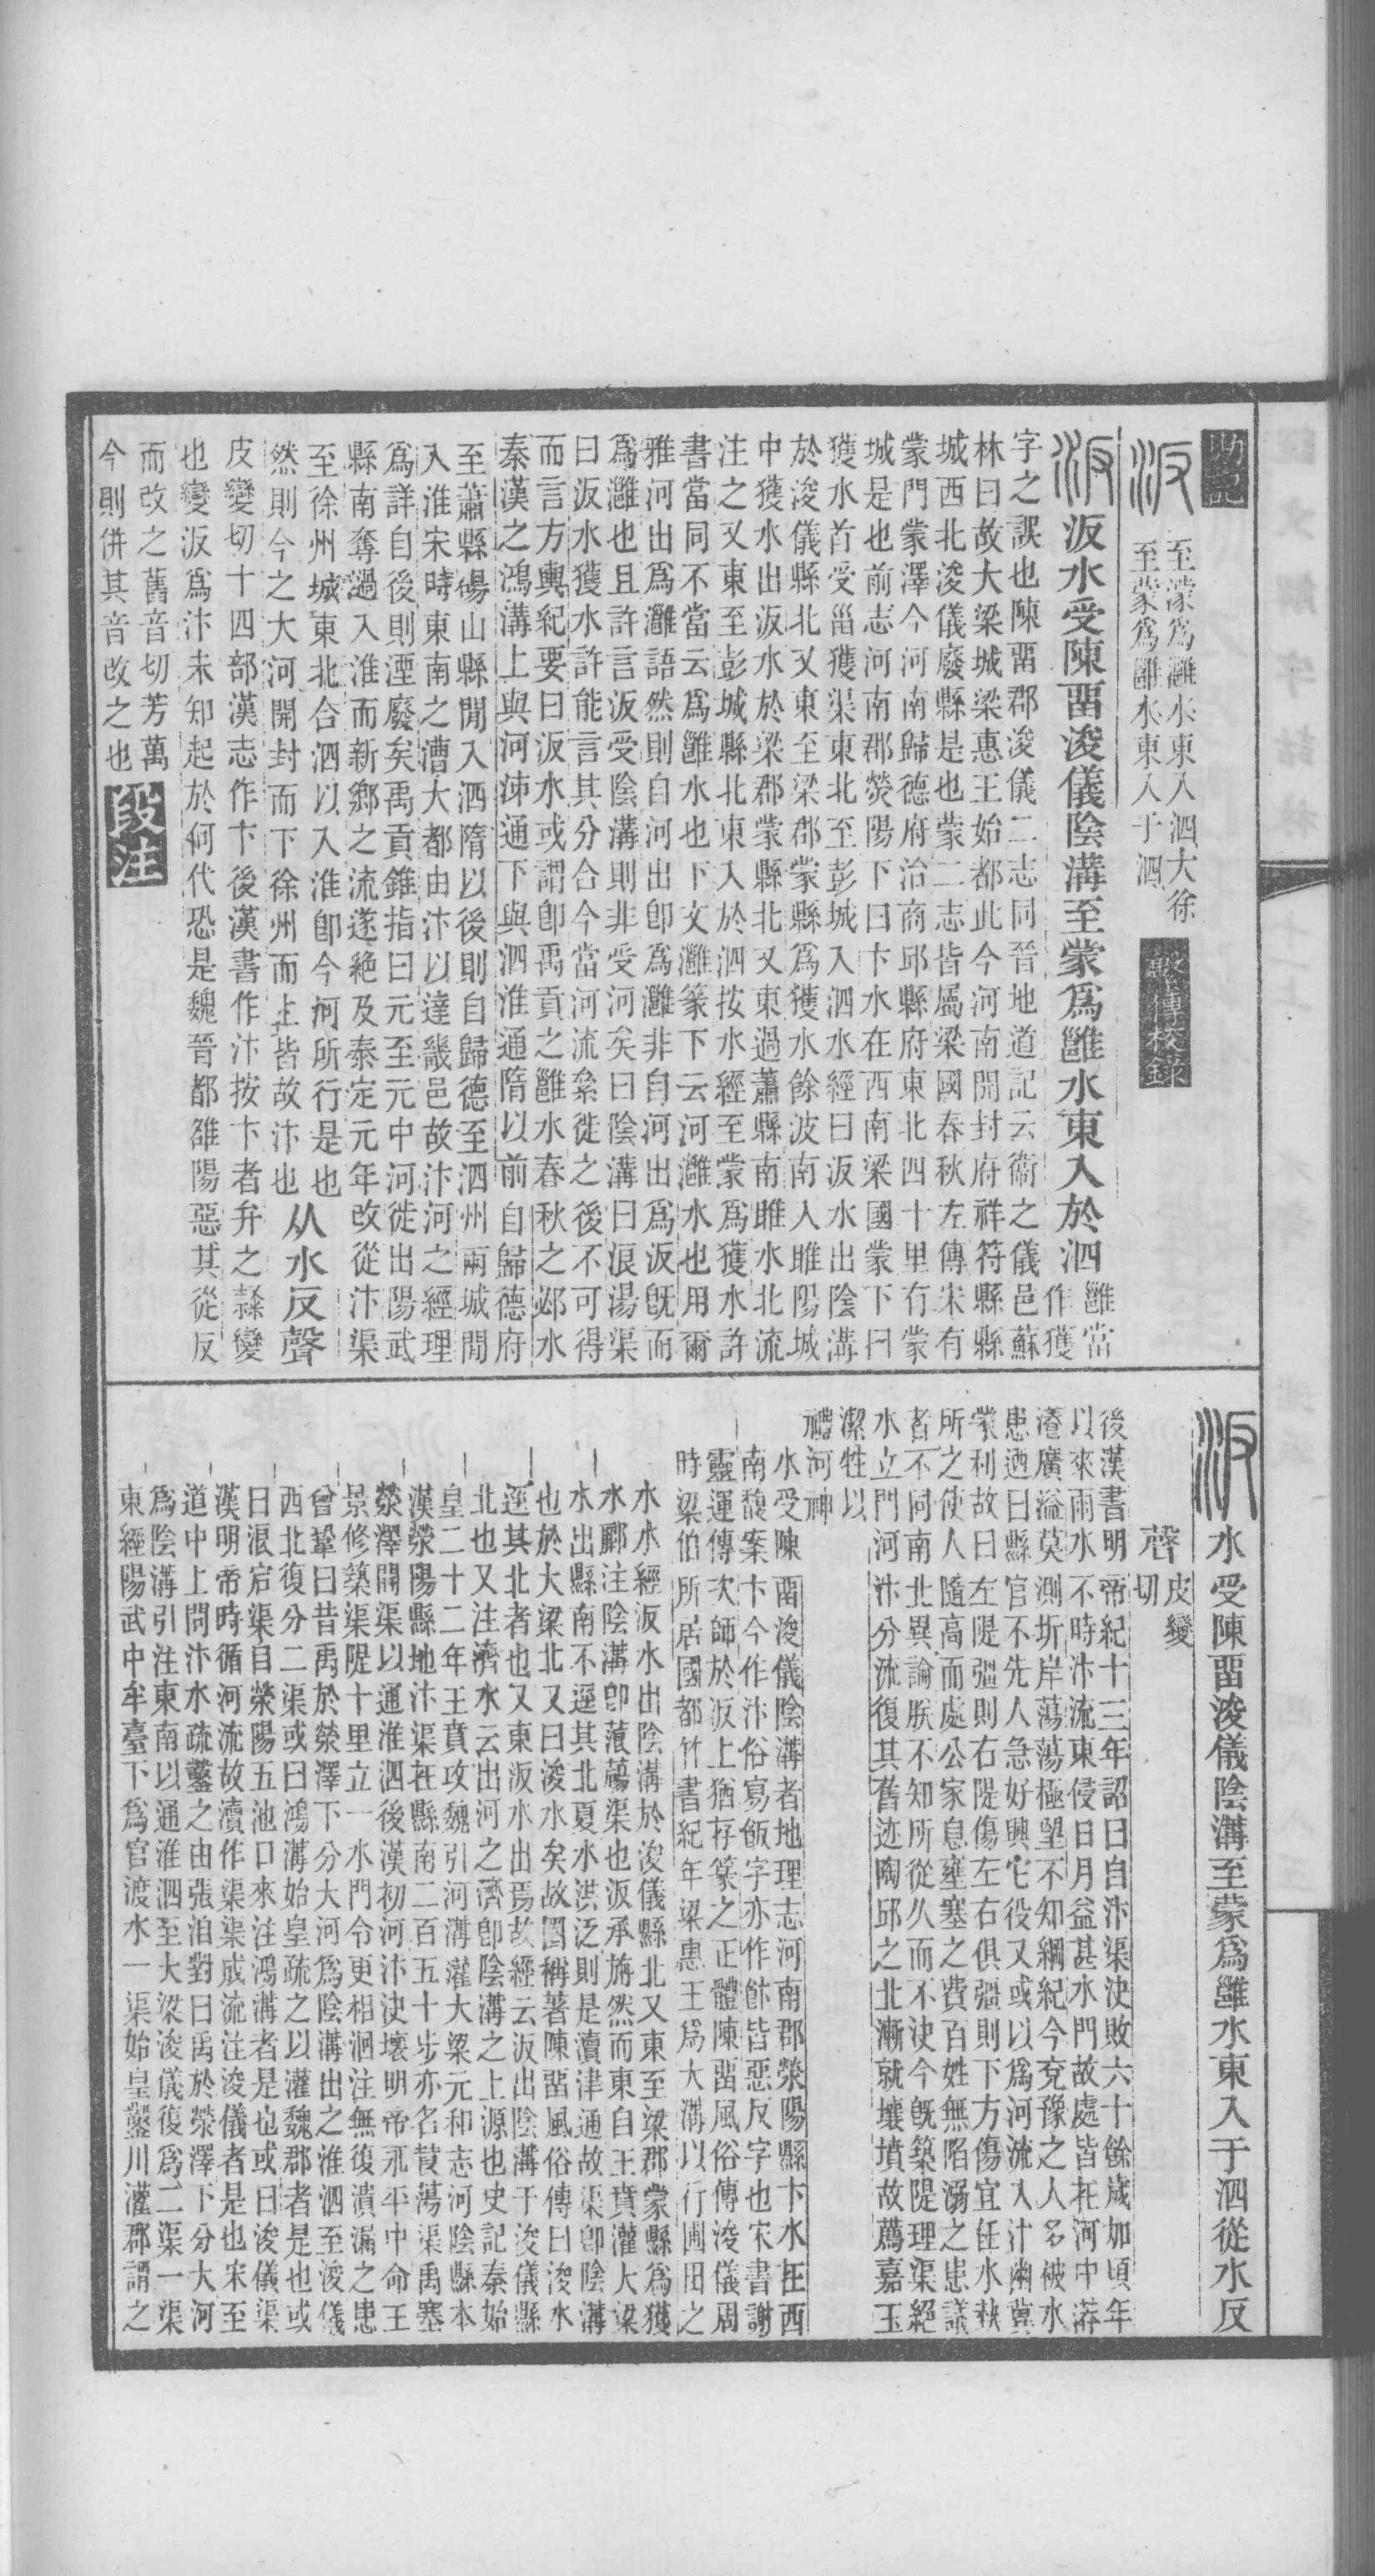 勘記
汳
至濛爲灉水東入泗大徐
至蒙爲雝水東入于泗
繫傳校錄
汳汳水受陳畱浚儀陰溝至蒙爲雝水東入於泗
雝當
作獲
字之誤也陳畱郡浚儀二志同晉地道記云衞之儀邑蘇
林曰故大梁城梁惠王始都此今河南開封府祥符縣縣
城西北浚儀廢縣是也蒙二志皆屬梁國春秋左傳宋有
蒙門蒙澤今河南歸德府治商邱縣府東北四十里有蒙
城是也前志河南郡熒陽下曰卞水在西南梁國蒙下曰
獲水首受甾獲渠東北至彭城入泗水經曰汳水出陰溝
於浚儀縣北又東至梁郡蒙縣爲獲水餘波南入睢陽城
中獲水出汳水於梁郡蒙縣北又東過蕭縣南睢水北流
注之又東至彭城縣北東入於泗按水經至蒙爲獲水許
書當同不當云爲雝水也下文灉篆下云河灉水也用爾
雅河出爲灉語然則自河出卽爲灉非自河出爲汳旣而
爲灉也且許言汳受陰溝則非受河矣曰陰溝曰浪湯渠
曰汳水獲水許能言其分合今當河流絫徙之後不可得
而言方輿紀要曰汳水或謂卽禹貢之雝水春秋之邲水
秦漢之鴻溝上與河沛通下與泗淮通隋以前自歸德府
至蕭縣碭山縣閒入泗隋以後則自歸德至泗州兩城閒
入淮宋時東南之漕大都由汴以達畿邑故汴河之經理
爲詳自後則湮廢矣禹貢錐指曰元至元中河徙出陽武
縣南奪過入淮而新鄉之流遂絶及泰定元年改從汴渠
至徐州城東北合泗以入淮卽今河所行是也
然則今之大河開封而下徐州而上皆故汴也从水反聲
皮變切十四部漢志作卞後漢書作汴按卞者弁之隸變
也變汳爲汴未知起於何代恐是魏晉都雒陽惡其從反
而改之舊音切芳萬
今則併其音改之也段注
汳水受陳畱浚儀陰溝至蒙爲雝水東入于泗從水反
聲皮變
切
後漢書明帝紀十三年詔曰自汴渠決敗六十餘歲加頃年
以來雨水不時汴流東侵日月益甚水門故處皆在河中漭
瀁廣溢莫測圻岸蕩蕩極望不知綱紀今兗豫之人多被水
患迺曰縣官不先人急好興它役又或以爲河流入汴幽冀
蒙利故曰左隄彊則右隄傷左右俱彊則下方傷宜任水埶
所之使人隨高而處公家息壅塞之費百姓無陷溺之患議
者不同南北異論朕不知所從久而不決今旣築隄理渠絕
水立門河汴分流復其舊迹陶邱之北漸就壤墳故薦嘉玉
潔牲以
禮河神
水受陳畱浚儀陰溝者地理志河南郡熒陽縣卞水在西
南馥案卞今作汴俗寫飯字亦作飰皆惡反字也宋書謝
靈運傳次師於汳上猶存篆之正體陳畱風俗傳浚儀周
時梁伯所居國都竹書紀年梁惠王爲大溝以行圃田之
水水經汳水出陰溝於浚儀縣北又東至梁郡蒙縣爲獲
水酈注陰溝卽蒗蕩渠也汳承旃然而東自王賁灌大梁
水出縣南不逕其北夏水洪泛則是瀆津通故渠卽陰溝
也於大梁北又曰浚水矣故圈稱著陳畱風俗傳曰浚水
逕其北者也又東汳水出焉故經云汳出陰溝于浚儀縣
北也又注濟水云出河之濟卽陰溝之上源也史記秦始
皇二十二年王賁攻魏引河溝灌大梁元和志河陰縣本
漢熒陽縣地汴渠在縣南二百五十步亦名莨蕩渠禹塞
滎澤開渠以通淮泗後漢初河汴決壞明帝永平中命王
景修築渠隄十里立一水門令更相洄注無復潰漏之患
曾鞏曰昔禹於滎澤下分大河爲陰溝出之淮泗至浚儀
西北復分二渠或曰鴻溝始皇疏之以灌魏郡者是也或
曰浪宕渠自滎陽五池口來注鴻溝者是也或曰浚儀渠
漢明帝時循河流故瀆作渠渠成流注浚儀者是也宋至
道中上問汴水疏鑿之由張洎對曰禹於滎澤下分大河
爲陰溝引注東南以通淮泗至大梁浚儀復爲二渠一渠
東經陽武中牟臺下爲官渡水一渠始皇鑿川灌郡謂之